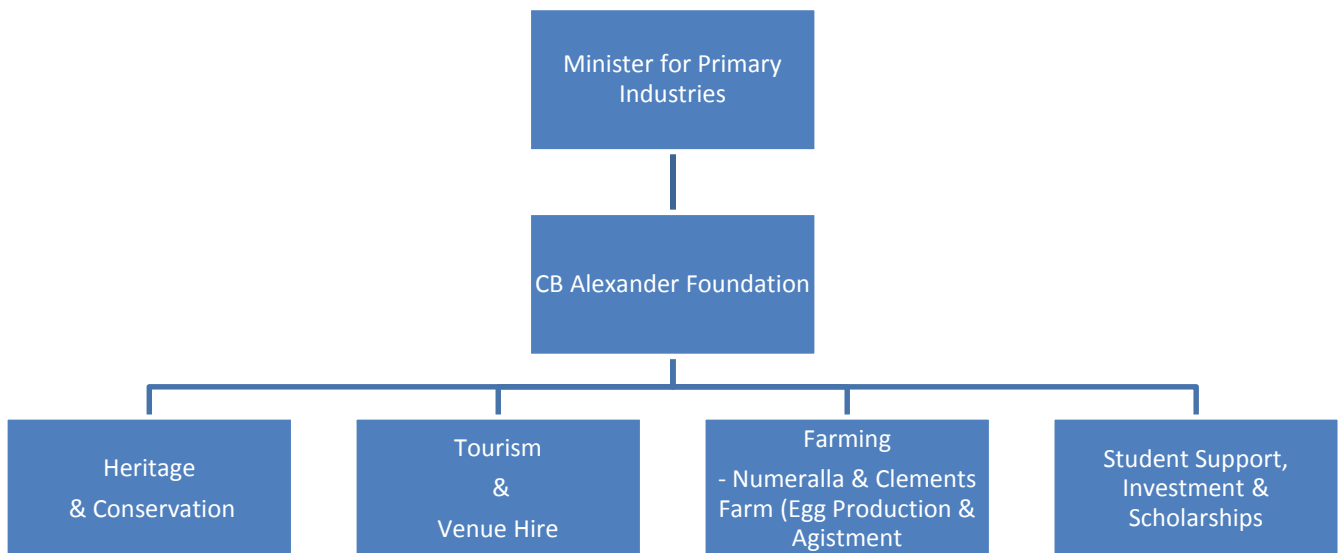 Minister for Primary
Industries
CB Alexander Foundation
Heritage
& Conservation
Tourism
&
Venue Hire
Farming
- Numeralla & Clements
Farm (Egg Production &
Agistment
Student Support,
Investment &
Scholarships